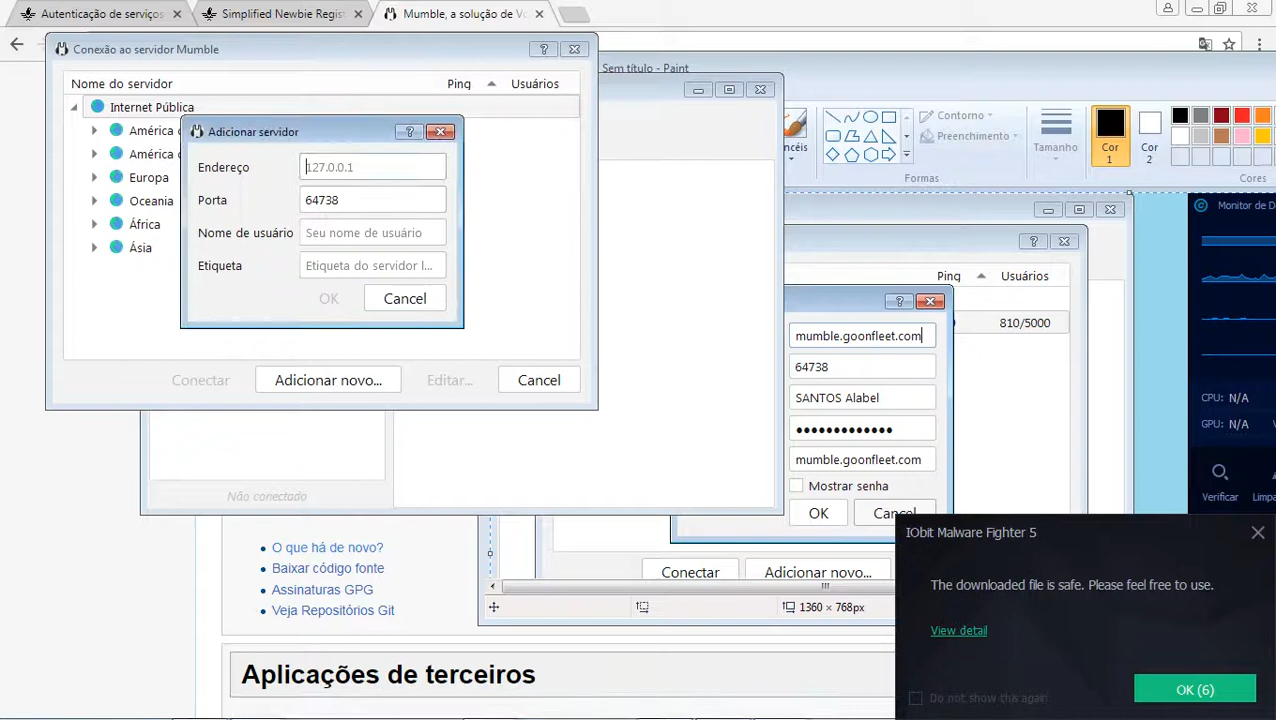 Autenticação de serviços
Simplified Newbie Regist
Mumble, a solução de Vo
Conexão ao servidor Mumble
Sem título - Paint
Nome do servidor
Ping
Usuários
Internet Pública
América
América
Europa
Oceania
África
Ásia
Adicionar servidor
Endereço
127.0.0.1
Porta
64738
Nome de usuário
Seu nome de usuário
Etiqueta
Etiqueta do servidor l...
OK
Cancel
Conectar
Adicionar novo...
Editar...
Cancel
Não conectado
Contorno
Preenchimento
Formas
Tamanho
Cor
1
Cor
2
Cores
Monitor de D
Ping
Usuários
810/5000
mumble.goonfleet.com
64738
SANTOS Alabel
●●●●●●●●●●●●●
mumble.goonfleet.com
Mostrar senha
OK
Cancel
Conectar
Adicionar novo...
1360 × 768px
CPU: N/A
GPU: N/A
Verificar
Limpa
O que há de novo?
Baixar código fonte
Assinaturas GPG
Veja Repositórios Git
Aplicações de terceiros
IObit Malware Fighter 5
The downloaded file is safe. Please feel free to use.
View detail
Do not show this again
OK (6)